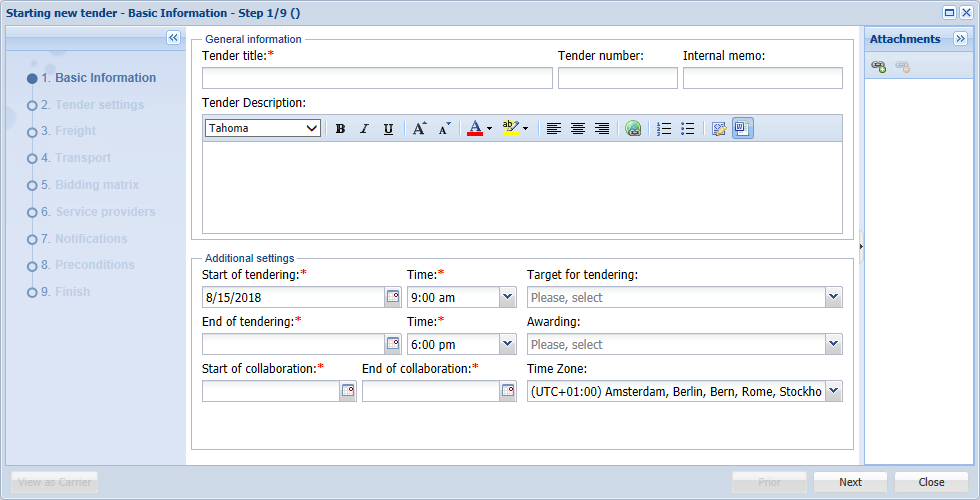 Starting new tender - Basic Information - Step 1/9 ()
«
1. Basic Information
2. Tender settings
3. Freight
4. Transport
5. Bidding matrix
6. Service providers
7. Notifications
8. Preconditions
9. Finish
General information
Tender title:* Tender number: Internal memo:
Tender Description:
Tahoma B I U A A A ab
Additional settings
Start of tendering:* Time:* Target for tendering:
8/15/2018 9:00 am Please, select
End of tendering:* Time:* Awarding:
6:00 pm Please, select
Start of collaboration:* End of collaboration:* Time Zone:
(UTC+01:00) Amsterdam, Berlin, Bern, Rome, Stockho
Attachments »
View as Carrier Prior Next Close